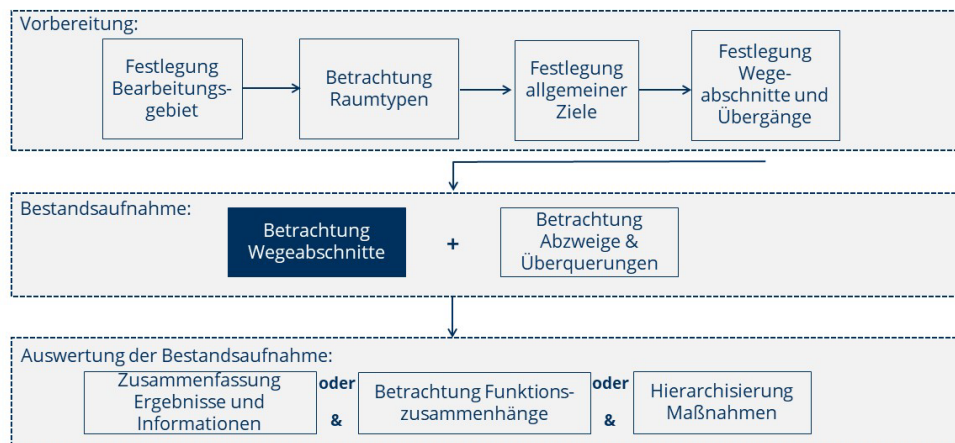 Vorbereitung:
Festlegung
Bearbeitungs-
gebiet
Betrachtung
Raumtypen
Festlegung
allgemeiner
Ziele
Festlegung
Wege-
abschnitte und
Übergänge
Bestandsaufnahme:
Betrachtung
Wegeabschnitte
+
Betrachtung
Abzweige &
Überquerungen
Auswertung der Bestandsaufnahme:
Zusammenfassung
Ergebnisse und
Informationen
oder
&
Betrachtung Funktions-
zusammenhänge
oder
&
Hierarchisierung
Maßnahmen